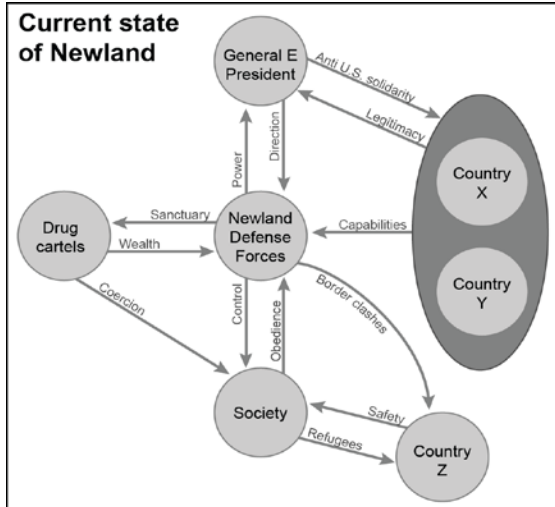 Current state
of Newland
General E
President
Anti U.S. solidarity
Legitimacy
Power
Direction
Country
X
Drug
cartels
Sanctuary
Wealth
Newland
Defense
Forces
Capabilities
Country
Y
Coercion
Control
Obedience
Border clashes
Society
Safety
Refugees
Country
Z